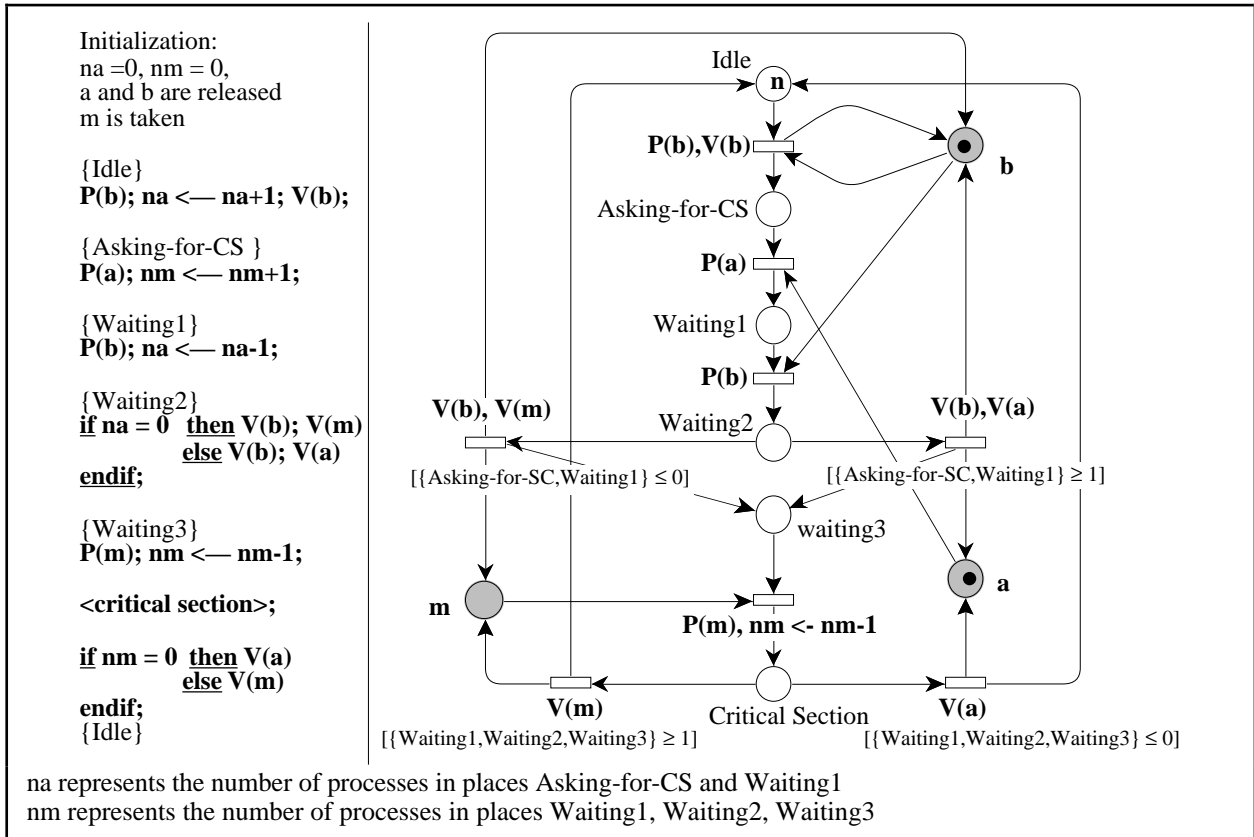 Initialization:
na =0, nm = 0,
a and b are released
m is taken
{Idle}
P(b); na <— na+1; V(b);
{Asking-for-CS }
P(a); nm <— nm+1;
{Waiting1}
P(b); na <— na-1;
{Waiting2}
if na = 0 then V(b); V(m)
else V(b); V(a)
endif;
{Waiting3}
P(m); nm <— nm-1;
<critical section>;
if nm = 0 then V(a)
else V(m)
endif;
{Idle}
Idle
n
P(b),V(b)
b
Asking-for-CS
P(a)
Waiting1
P(b)
V(b), V(m)
Waiting2
V(b),V(a)
[{Asking-for-SC,Waiting1} ≤ 0]
[{Asking-for-SC,Waiting1} ≥ 1]
waiting3
m
a
P(m), nm <- nm-1
V(m)
Critical Section
V(a)
[{Waiting1,Waiting2,Waiting3} ≥ 1]
[{Waiting1,Waiting2,Waiting3} ≤ 0]
na represents the number of processes in places Asking-for-CS and Waiting1
nm represents the number of processes in places Waiting1, Waiting2, Waiting3